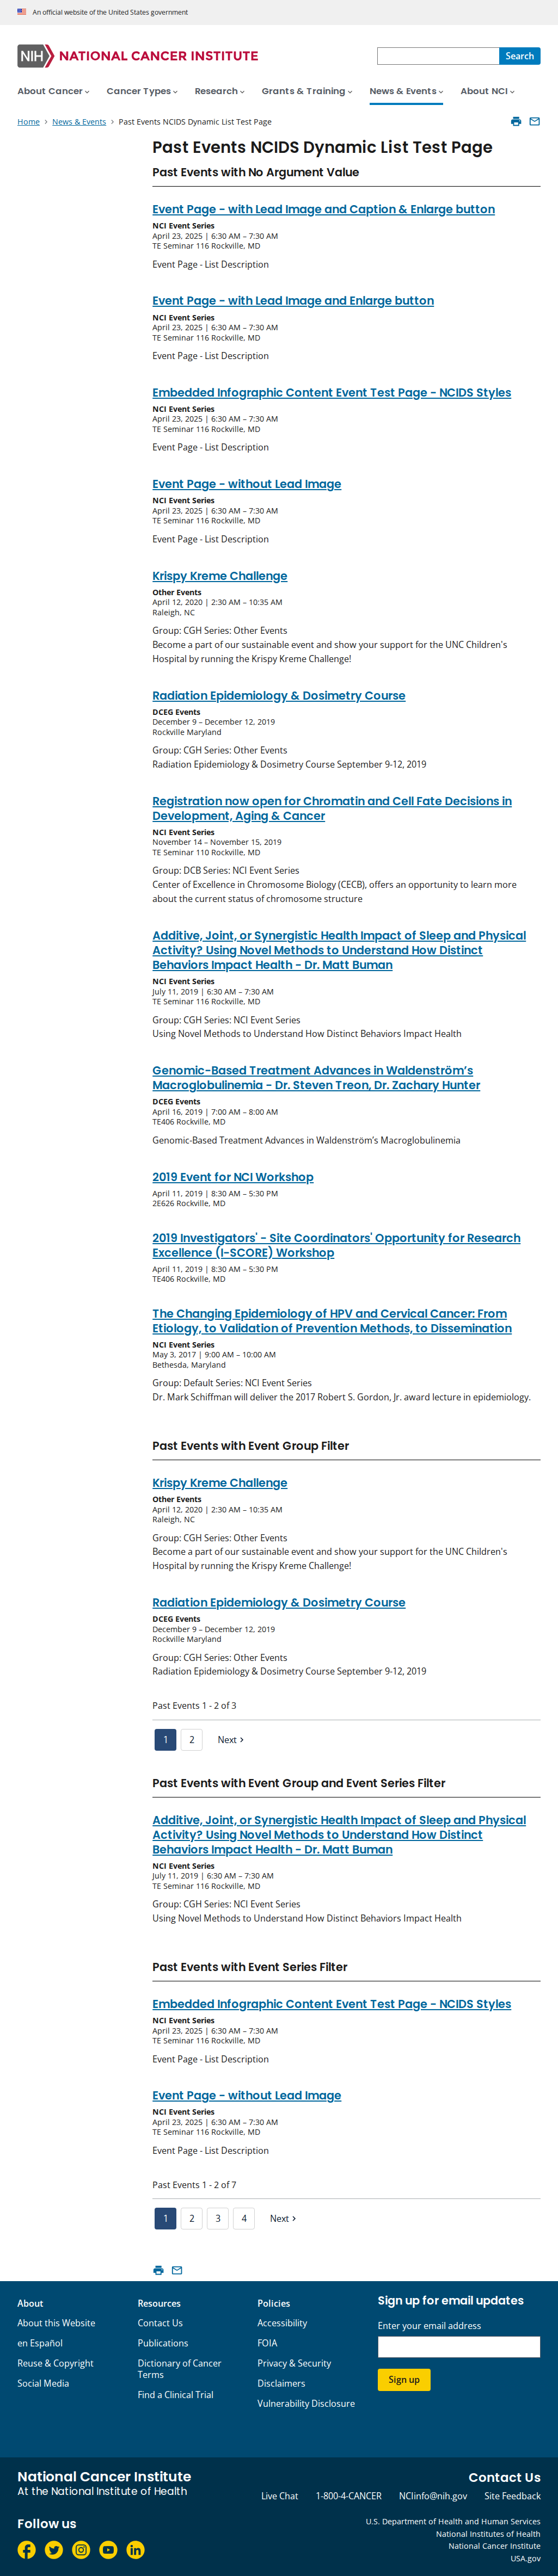 An official website of the United States government
NIH NATIONAL CANCER INSTITUTE
Search
About Cancer
Cancer Types
Research
Grants & Training
News & Events
About NCI
Home
News & Events
Past Events NCIDS Dynamic List Test Page
Past Events NCIDS Dynamic List Test Page
Past Events with No Argument Value
Event Page - with Lead Image and Caption & Enlarge button
NCI Event Series
April 23, 2025 | 6:30 AM – 7:30 AM
TE Seminar 116 Rockville, MD
Event Page - List Description
Event Page - with Lead Image and Enlarge button
NCI Event Series
April 23, 2025 | 6:30 AM – 7:30 AM
TE Seminar 116 Rockville, MD
Event Page - List Description
Embedded Infographic Content Event Test Page - NCIDS Styles
NCI Event Series
April 23, 2025 | 6:30 AM – 7:30 AM
TE Seminar 116 Rockville, MD
Event Page - List Description
Event Page - without Lead Image
NCI Event Series
April 23, 2025 | 6:30 AM – 7:30 AM
TE Seminar 116 Rockville, MD
Event Page - List Description
Krispy Kreme Challenge
Other Events
April 12, 2020 | 2:30 AM – 10:35 AM
Raleigh, NC
Group: CGH Series: Other Events
Become a part of our sustainable event and show your support for the UNC Children's
Hospital by running the Krispy Kreme Challenge!
Radiation Epidemiology & Dosimetry Course
DCEG Events
December 9 – December 12, 2019
Rockville Maryland
Group: CGH Series: Other Events
Radiation Epidemiology & Dosimetry Course September 9-12, 2019
Registration now open for Chromatin and Cell Fate Decisions in
Development, Aging & Cancer
NCI Event Series
November 14 – November 15, 2019
TE Seminar 110 Rockville, MD
Group: DCB Series: NCI Event Series
Center of Excellence in Chromosome Biology (CECB), offers an opportunity to learn more
about the current status of chromosome structure
Additive, Joint, or Synergistic Health Impact of Sleep and Physical
Activity? Using Novel Methods to Understand How Distinct
Behaviors Impact Health - Dr. Matt Buman
NCI Event Series
July 11, 2019 | 6:30 AM – 7:30 AM
TE Seminar 116 Rockville, MD
Group: CGH Series: NCI Event Series
Using Novel Methods to Understand How Distinct Behaviors Impact Health
Genomic-Based Treatment Advances in Waldenström’s
Macroglobulinemia - Dr. Steven Treon, Dr. Zachary Hunter
DCEG Events
April 16, 2019 | 7:00 AM – 8:00 AM
TE406 Rockville, MD
Genomic-Based Treatment Advances in Waldenström’s Macroglobulinemia
2019 Event for NCI Workshop
April 11, 2019 | 8:30 AM – 5:30 PM
2E626 Rockville, MD
2019 Investigators' - Site Coordinators' Opportunity for Research
Excellence (I-SCORE) Workshop
April 11, 2019 | 8:30 AM – 5:30 PM
TE406 Rockville, MD
The Changing Epidemiology of HPV and Cervical Cancer: From
Etiology, to Validation of Prevention Methods, to Dissemination
NCI Event Series
May 3, 2017 | 9:00 AM – 10:00 AM
Bethesda, Maryland
Group: Default Series: NCI Event Series
Dr. Mark Schiffman will deliver the 2017 Robert S. Gordon, Jr. award lecture in epidemiology.
Past Events with Event Group Filter
Krispy Kreme Challenge
Other Events
April 12, 2020 | 2:30 AM – 10:35 AM
Raleigh, NC
Group: CGH Series: Other Events
Become a part of our sustainable event and show your support for the UNC Children's
Hospital by running the Krispy Kreme Challenge!
Radiation Epidemiology & Dosimetry Course
DCEG Events
December 9 – December 12, 2019
Rockville Maryland
Group: CGH Series: Other Events
Radiation Epidemiology & Dosimetry Course September 9-12, 2019
Past Events 1 - 2 of 3
1 2 Next
Past Events with Event Group and Event Series Filter
Additive, Joint, or Synergistic Health Impact of Sleep and Physical
Activity? Using Novel Methods to Understand How Distinct
Behaviors Impact Health - Dr. Matt Buman
NCI Event Series
July 11, 2019 | 6:30 AM – 7:30 AM
TE Seminar 116 Rockville, MD
Group: CGH Series: NCI Event Series
Using Novel Methods to Understand How Distinct Behaviors Impact Health
Past Events with Event Series Filter
Embedded Infographic Content Event Test Page - NCIDS Styles
NCI Event Series
April 23, 2025 | 6:30 AM – 7:30 AM
TE Seminar 116 Rockville, MD
Event Page - List Description
Event Page - without Lead Image
NCI Event Series
April 23, 2025 | 6:30 AM – 7:30 AM
TE Seminar 116 Rockville, MD
Event Page - List Description
Past Events 1 - 2 of 7
1 2 3 4 Next
About
About this Website
en Español
Reuse & Copyright
Social Media
Resources
Contact Us
Publications
Dictionary of Cancer
Terms
Find a Clinical Trial
Policies
Accessibility
FOIA
Privacy & Security
Disclaimers
Vulnerability Disclosure
Sign up for email updates
Enter your email address
Sign up
National Cancer Institute
At the National Institute of Health
Contact Us
Live Chat
1-800-4-CANCER
NCIinfo@nih.gov
Site Feedback
Follow us
U.S. Department of Health and Human Services
National Institutes of Health
National Cancer Institute
USA.gov